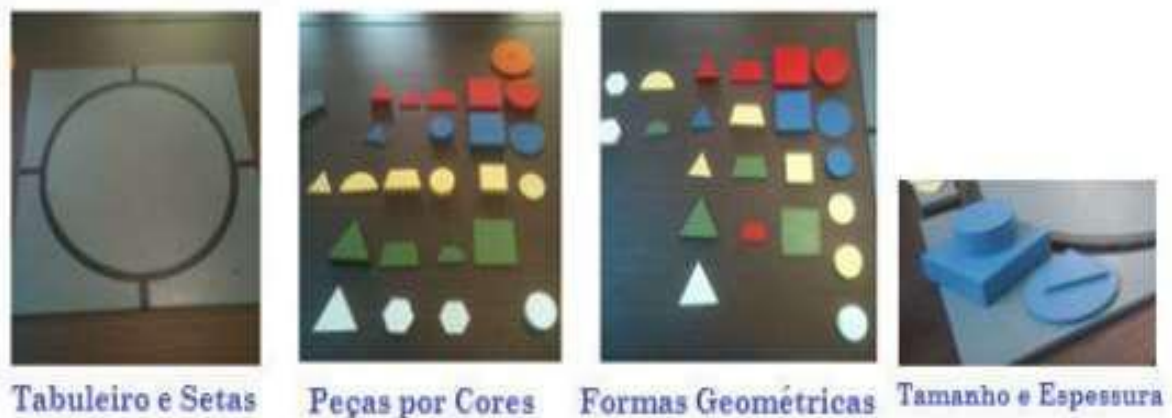 Tabuleiro e Setas
Peças por Cores
Formas Geométricas
Tamanho e Espessura